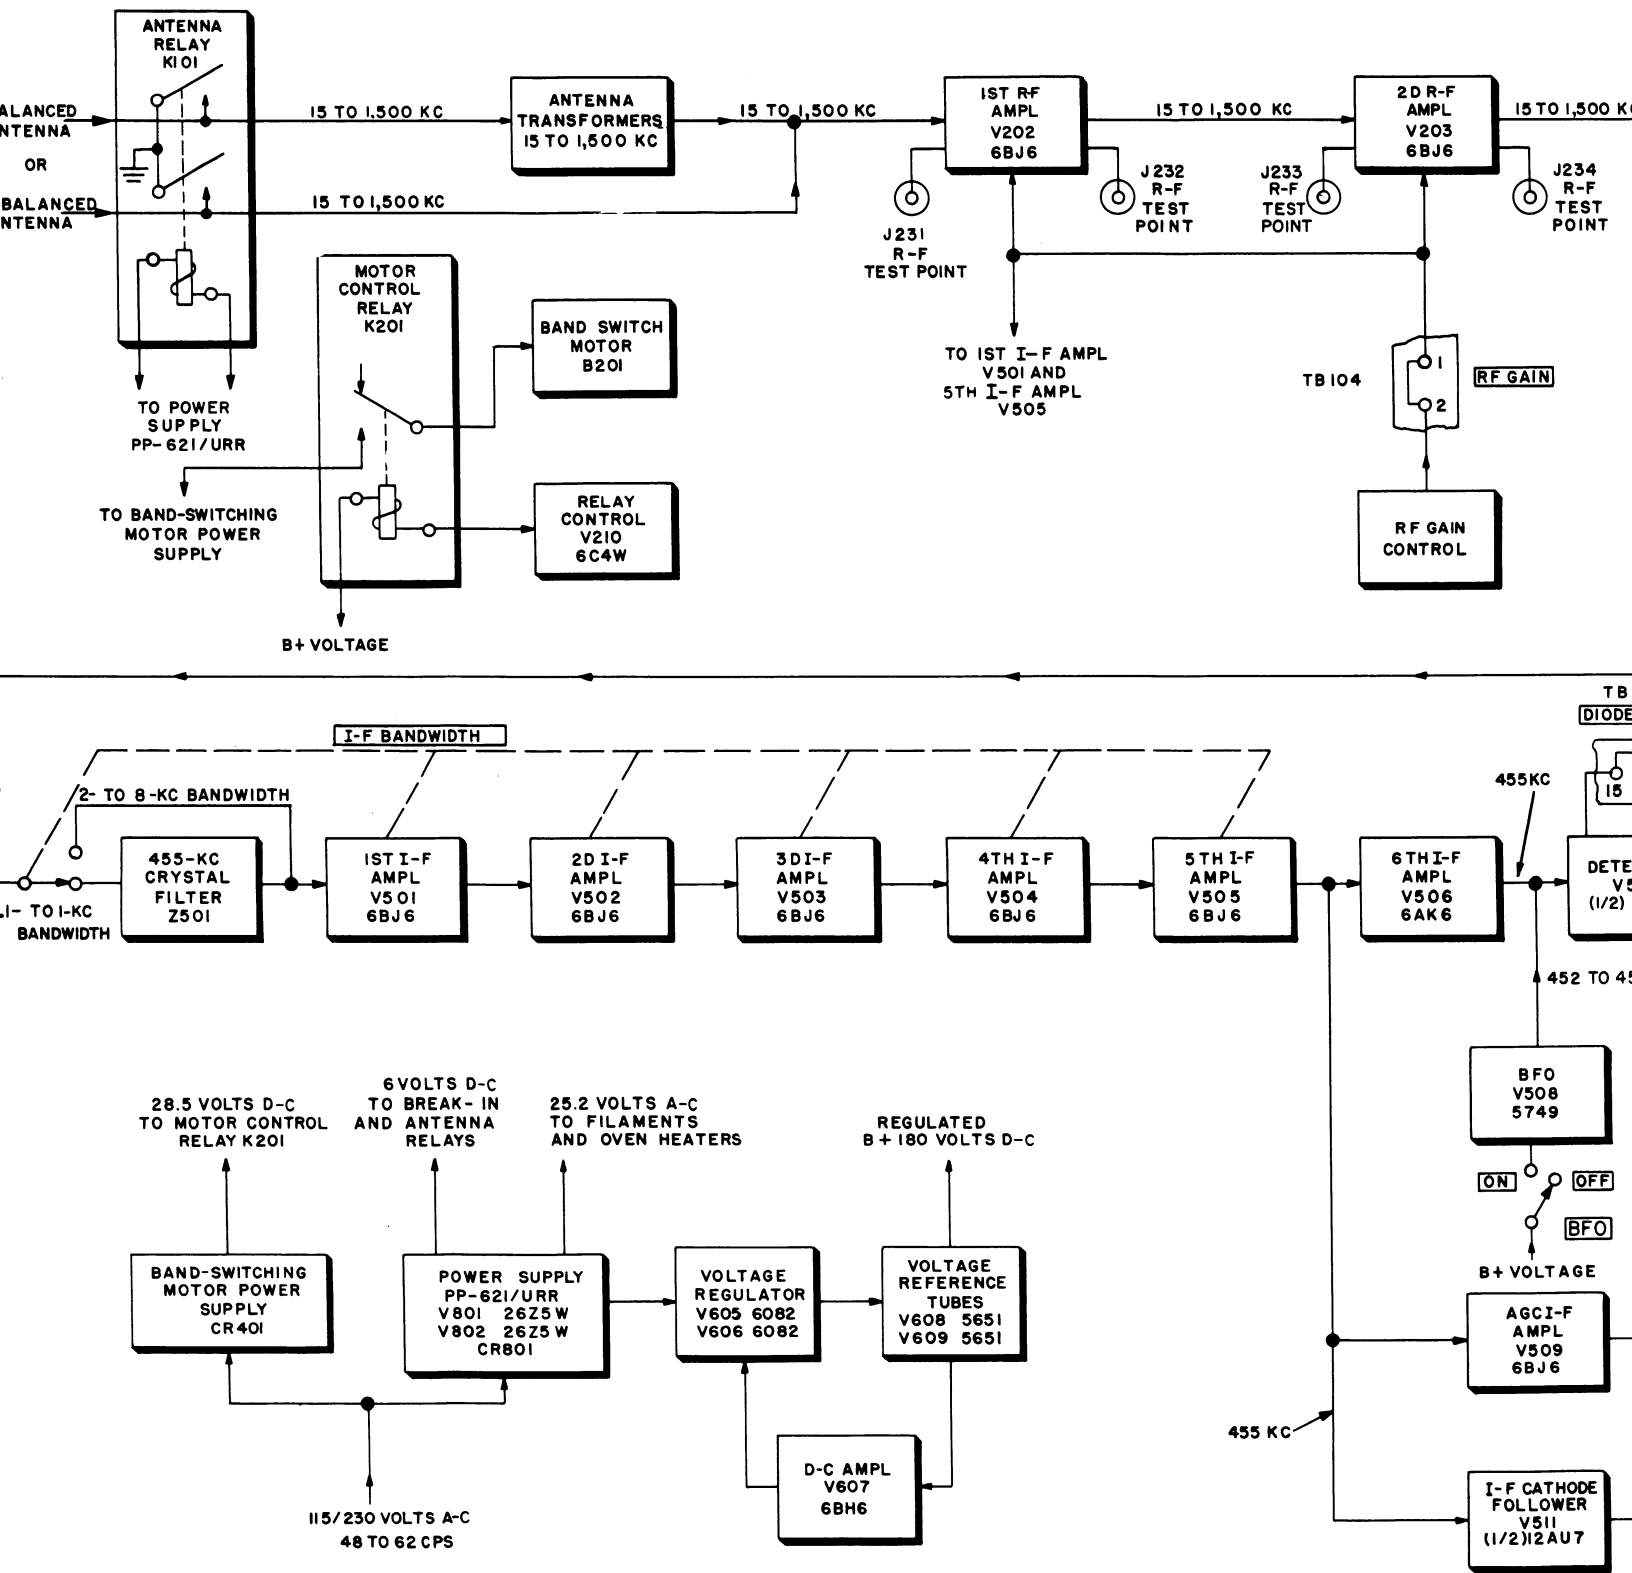 ANTENNA
RELAY
K101
ALANCED
NTENNA
OR
BALANCED
NTENNA
15 TO 1,500 KC
15 TO 1,500 KC
ANTENNA
TRANSFORMERS
15 TO 1,500 KC
15 TO 1,500 KC
1ST R-F
AMPL
V202
6BJ6
15 TO 1,500 KC
2D R-F
AMPL
V203
6BJ6
15 TO 1,500 KC
J231
R-F
TEST POINT
J232
R-F
TEST
POINT
J233
R-F
TEST
POINT
J234
R-F
TEST
POINT
TO POWER
SUPPLY
PP-621/URR
MOTOR
CONTROL
RELAY
K201
BAND SWITCH
MOTOR
B201
RELAY
CONTROL
V210
6C4W
TO BAND-SWITCHING
MOTOR POWER
SUPPLY
B+ VOLTAGE
TO 1ST I-F AMPL
V501 AND
5TH I-F AMPL
V505
TB104
1
2
RF GAIN
RF GAIN
CONTROL
TB
DIODE
15
I-F BANDWIDTH
2- TO 8-KC BANDWIDTH
.1- TO 1-KC
BANDWIDTH
455-KC
CRYSTAL
FILTER
Z501
1ST I-F
AMPL
V501
6BJ6
2D I-F
AMPL
V502
6BJ6
3D I-F
AMPL
V503
6BJ6
4TH I-F
AMPL
V504
6BJ6
5TH I-F
AMPL
V505
6BJ6
6TH I-F
AMPL
V506
6AK6
455KC
DETE
V5
(1/2)
452 TO 45
BFO
V508
5749
ON
OFF
BFO
B+ VOLTAGE
28.5 VOLTS D-C
TO MOTOR CONTROL
RELAY K201
6 VOLTS D-C
TO BREAK-IN
AND ANTENNA
RELAYS
25.2 VOLTS A-C
TO FILAMENTS
AND OVEN HEATERS
REGULATED
B+ 180 VOLTS D-C
BAND-SWITCHING
MOTOR POWER
SUPPLY
CR401
POWER SUPPLY
PP-621/URR
V801 26Z5W
V802 26Z5W
CR801
VOLTAGE
REGULATOR
V605 6082
V606 6082
VOLTAGE
REFERENCE
TUBES
V608 5651
V609 5651
AGC I-F
AMPL
V509
6BJ6
455 KC
D-C AMPL
V607
6BH6
I-F CATHODE
FOLLOWER
V511
(1/2)12AU7
115/230 VOLTS A-C
48 TO 62 CPS